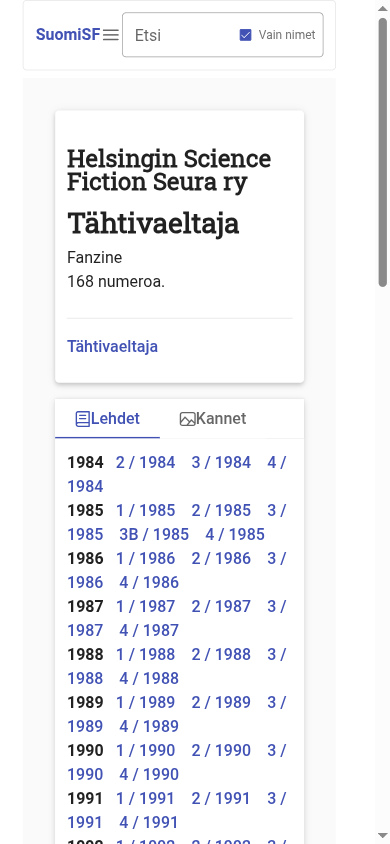 SuomiSF
Etsi
Vain nimet
Helsingin Science
Fiction Seura ry
Tähtivaeltaja
Fanzine
168 numeroa.
Tähtivaeltaja
Lehdet Kannet
1984 2 / 1984 3 / 1984 4 /
1984
1985 1 / 1985 2 / 1985 3 /
1985 3B / 1985 4 / 1985
1986 1 / 1986 2 / 1986 3 /
1986 4 / 1986
1987 1 / 1987 2 / 1987 3 /
1987 4 / 1987
1988 1 / 1988 2 / 1988 3 /
1988 4 / 1988
1989 1 / 1989 2 / 1989 3 /
1989 4 / 1989
1990 1 / 1990 2 / 1990 3 /
1990 4 / 1990
1991 1 / 1991 2 / 1991 3 /
1991 4 / 1991